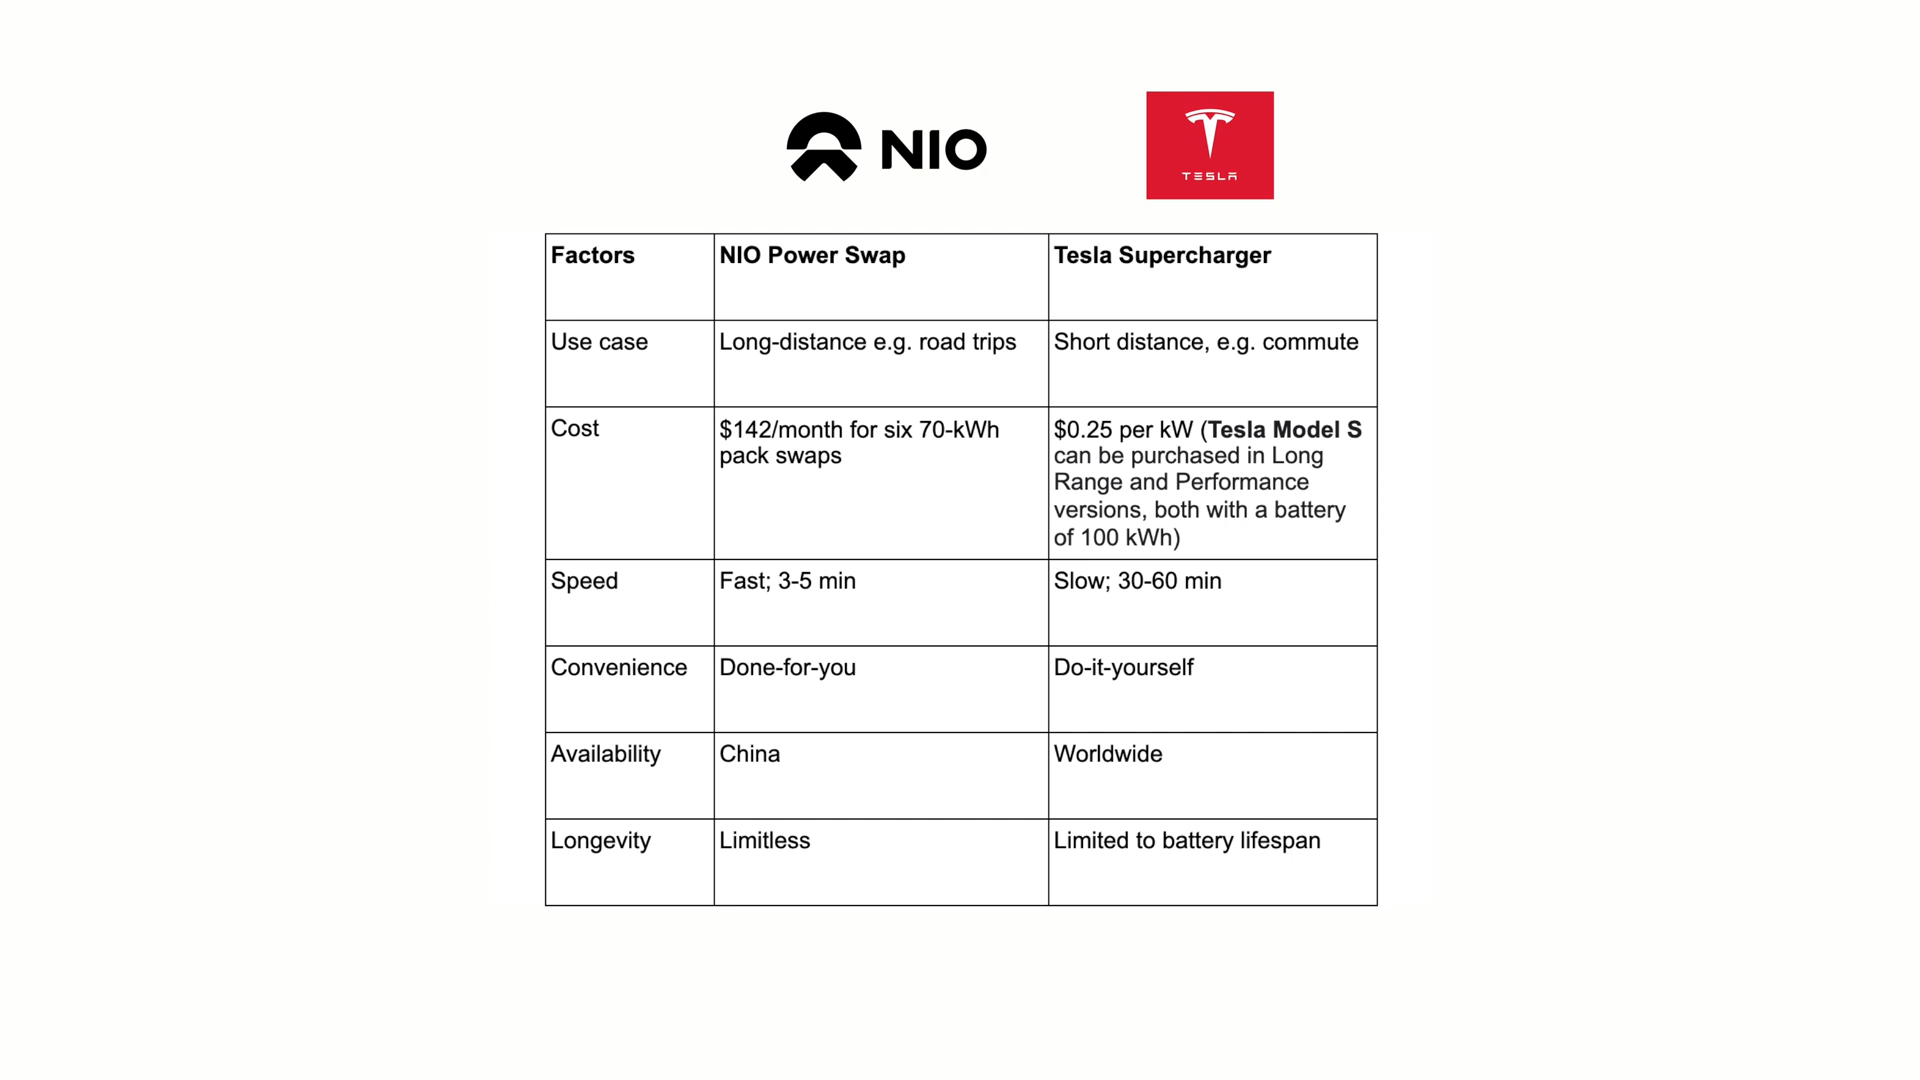 NIO
TESLA
Factors
NIO Power Swap
Tesla Supercharger
Use case
Long-distance e.g. road trips
Short distance, e.g. commute
Cost
$142/month for six 70-kWh
pack swaps
$0.25 per kW (Tesla Model S
can be purchased in Long
Range and Performance
versions, both with a battery
of 100 kWh)
Speed
Fast; 3-5 min
Slow; 30-60 min
Convenience
Done-for-you
Do-it-yourself
Availability
China
Worldwide
Longevity
Limitless
Limited to battery lifespan